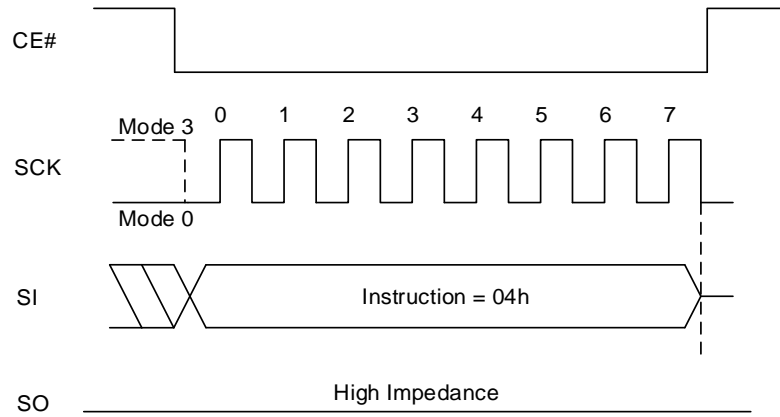 CE#
0 1 2 3 4 5 6 7
Mode 3
SCK
Mode 0
SI
Instruction = 04h
High Impedance
SO